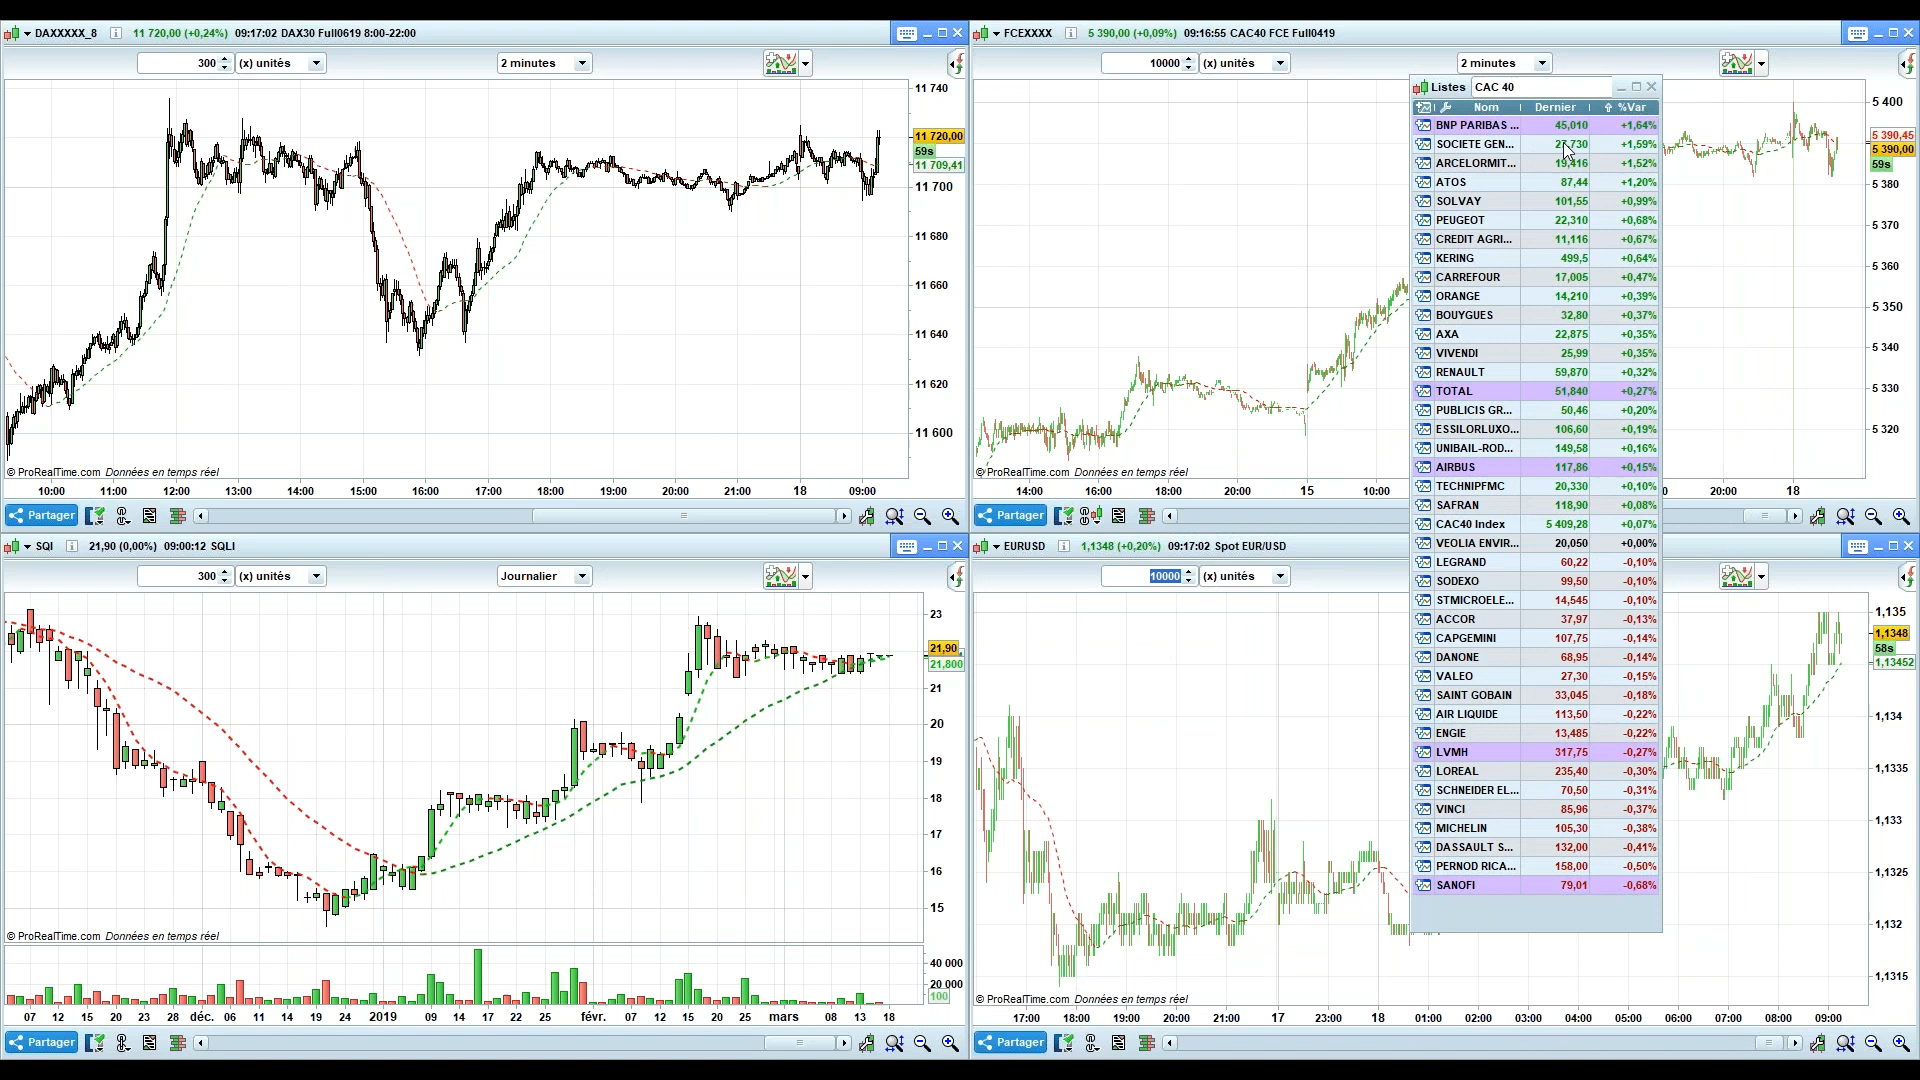 DAXXXXX_8 11 720,00 (+0,24%) 09:17:02 DAX30 Full0619 8:00-22:00
300 (x) unités 2 minutes
11 740
11 720,00
59s
11 709,41
11 700
11 680
11 660
11 640
11 620
11 600
© ProRealTime.com Données en temps réel
10:00 11:00 12:00 13:00 14:00 15:00 16:00 17:00 18:00 19:00 20:00 21:00 18 09:00
Partager
FCEXXXX 5 390,00 (+0,09%) 09:16:55 CAC40 FCE Full0419
10000 (x) unités 2 minutes
5 400
5 390,45
5 390,00
59s
5 380
5 370
5 360
5 350
5 340
5 330
5 320
© ProRealTime.com Données en temps réel
14:00 16:00 18:00 20:00 15 10:00 20:00 18
Partager
Listes CAC 40
Nom Dernier %Var
BNP PARIBAS ... 45,010 +1,64%
SOCIETE GEN... +1,59%
ARCELORMIT... +1,52%
ATOS 87,44 +1,20%
SOLVAY 101,55 +0,99%
PEUGEOT 22,310 +0,68%
CREDIT AGRI... 11,116 +0,67%
KERING 499,5 +0,64%
CARREFOUR 17,005 +0,47%
ORANGE 14,210 +0,39%
BOUYGUES 32,80 +0,37%
AXA 22,875 +0,35%
VIVENDI 25,99 +0,35%
RENAULT 59,870 +0,32%
TOTAL 51,840 +0,27%
PUBLICIS GR... 50,46 +0,20%
ESSILORLUXO... 106,60 +0,19%
UNIBAIL-ROD... 149,58 +0,16%
AIRBUS 117,86 +0,15%
TECHNIPFMC 20,330 +0,10%
SAFRAN 118,90 +0,08%
CAC40 Index 5 409,28 +0,07%
VEOLIA ENVIR... 20,050 +0,00%
LEGRAND 60,22 -0,10%
SODEXO 99,50 -0,10%
STMICROELE... 14,545 -0,10%
ACCOR 37,97 -0,13%
CAPGEMINI 107,75 -0,14%
DANONE 68,95 -0,14%
VALEO 27,30 -0,15%
SAINT GOBAIN 33,045 -0,18%
AIR LIQUIDE 113,50 -0,22%
ENGIE 13,485 -0,22%
LVMH 317,75 -0,27%
LOREAL 235,40 -0,30%
SCHNEIDER EL... 70,50 -0,31%
VINCI 85,96 -0,37%
MICHELIN 105,30 -0,38%
DASSAULT S... 132,00 -0,41%
PERNOD RICA... 158,00 -0,50%
SANOFI 79,01 -0,68%
SQI 21,90 (0,00%) 09:00:12 SQLI
300 (x) unités Journalier
23
21,90
21,800
21
20
19
18
17
16
15
© ProRealTime.com Données en temps réel
40 000
20 000
100
07 12 15 20 23 28 déc. 06 11 14 19 24 2019 09 14 17 22 25 févr. 07 12 15 20 25 mars 08 13 18
Partager
EURUSD 1,1348 (+0,20%) 09:17:02 Spot EUR/USD
10000 (x) unités
1,135
1,1348
58s
1,13452
1,134
1,1335
1,133
1,1325
1,132
1,1315
© ProRealTime.com Données en temps réel
17:00 18:00 19:00 20:00 21:00 17 23:00 18 01:00 02:00 03:00 04:00 05:00 06:00 07:00 08:00 09:00
Partager